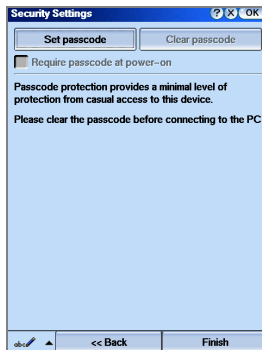 Security Settings ? X OK
Set passcode Clear passcode
Require passcode at power-on
Passcode protection provides a minimal level of
protection from casual access to this device.
Please clear the passcode before connecting to the PC
abc << Back Finish